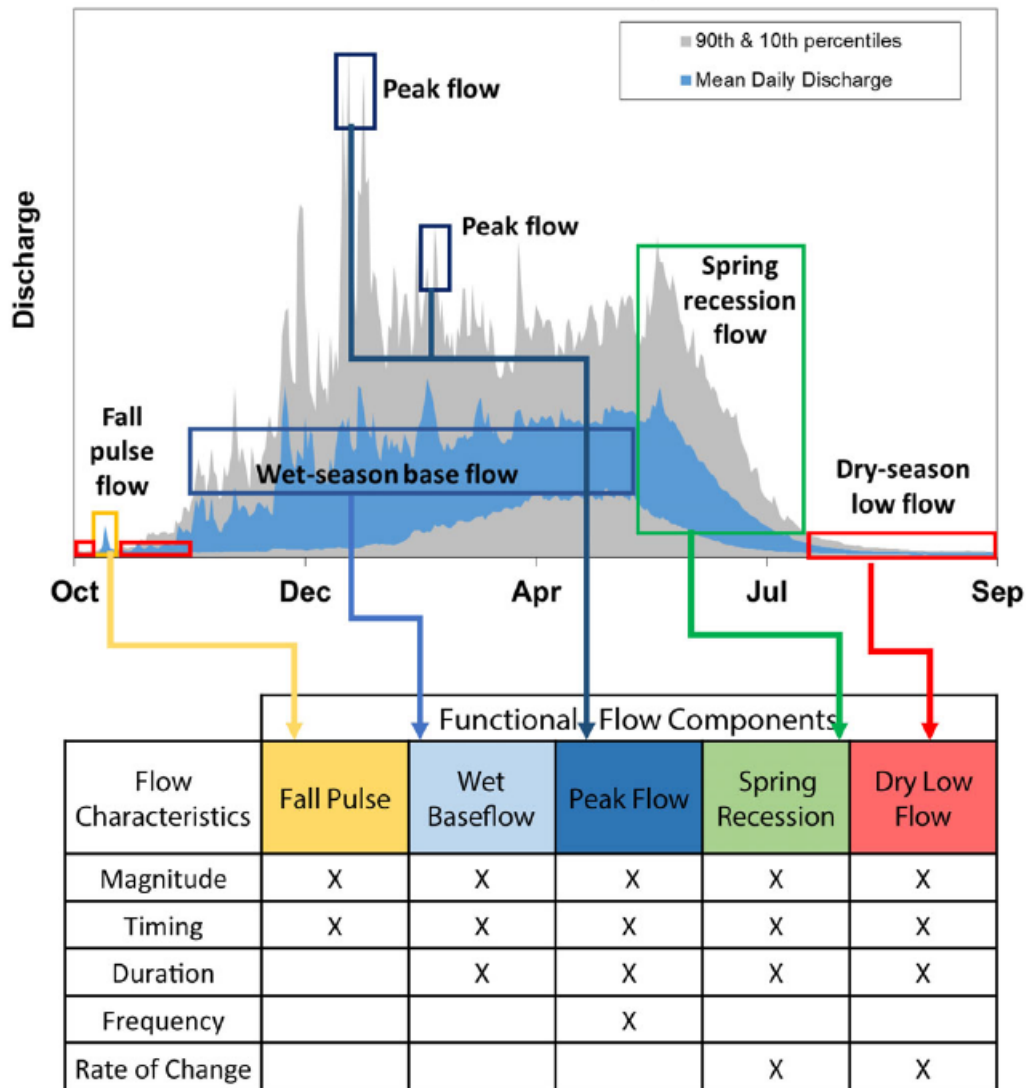 90th & 10th percentiles
Mean Daily Discharge
Peak flow
Peak flow
Spring
recession
flow
Discharge
Fall
pulse
flow
Wet-season base flow
Dry-season
low flow
Oct Dec Apr Jul Sep
Functional Flow Components
Flow
Characteristics
Fall Pulse
Wet
Baseflow
Peak Flow
Spring
Recession
Dry Low
Flow
Magnitude X X X X X
Timing X X X X X
Duration X X X X
Frequency X
Rate of Change X X